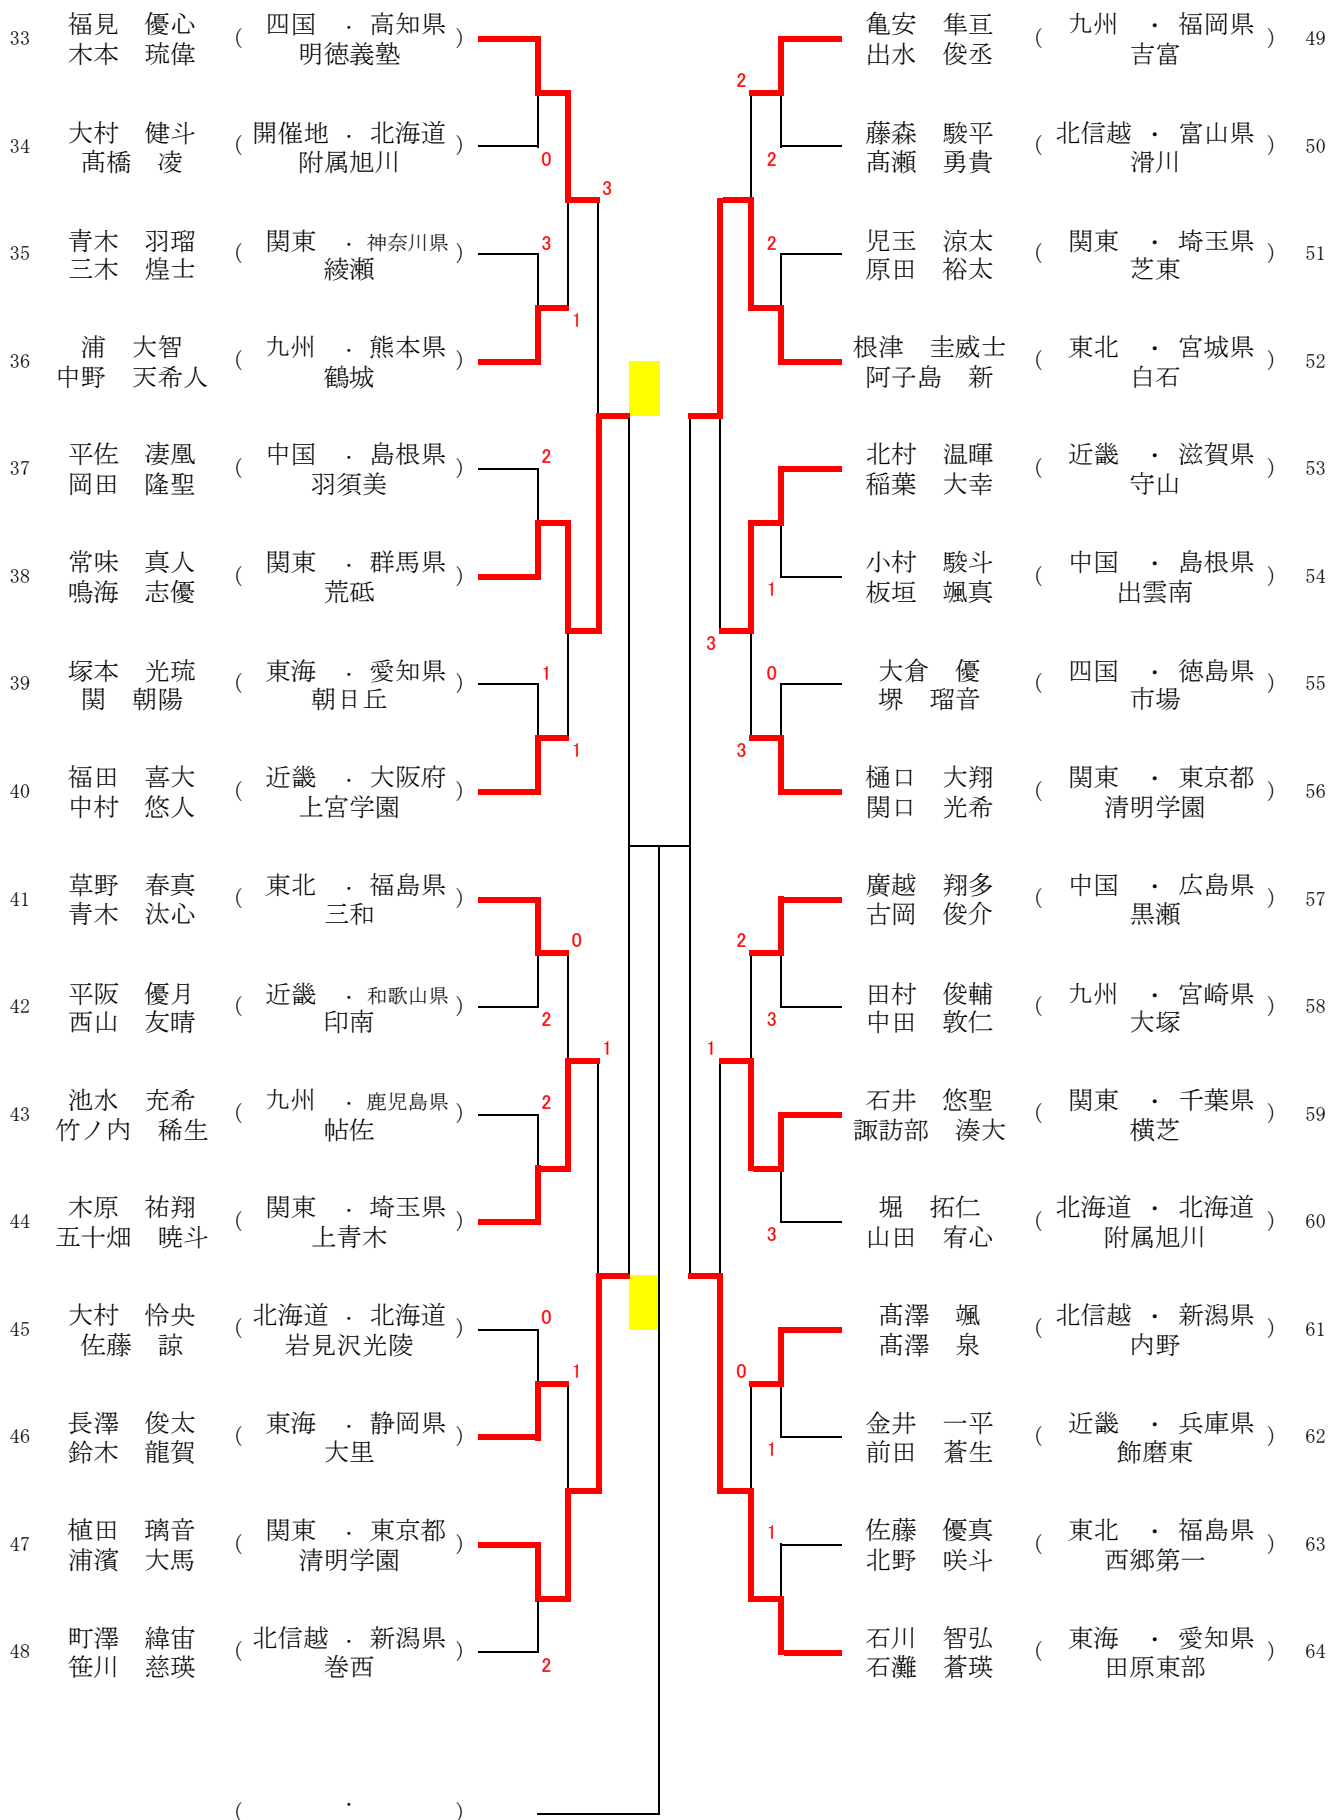 33 福見　優心 ( 四国 ・ 高知県 )
木本　琉偉 明徳義塾
34 大村　健斗 ( 開催地 ・ 北海道 )
髙橋　凌 附属旭川
0
3
35 青木　羽瑠 ( 関東 ・ 神奈川県 )
三木　煌士 綾瀬
3
36 浦　大智 ( 九州 ・ 熊本県 )
中野　天希人 鶴城
1
37 平佐　凄凰 ( 中国 ・ 島根県 )
岡田　隆聖 羽須美
2
38 常味　真人 ( 関東 ・ 群馬県 )
鳴海　志優 荒砥
39 塚本　光琉 ( 東海 ・ 愛知県 )
関　朝陽 朝日丘
1
40 福田　喜大 ( 近畿 ・ 大阪府 )
中村　悠人 上宮学園
1
41 草野　春真 ( 東北 ・ 福島県 )
青木　汰心 三和
0
42 平阪　優月 ( 近畿 ・ 和歌山県 )
西山　友晴 印南
2
1
43 池水　充希 ( 九州 ・ 鹿児島県 )
竹ノ内　稀生 帖佐
2
44 木原　祐翔 ( 関東 ・ 埼玉県 )
五十畑　暁斗 上青木
45 大村　怜央 ( 北海道 ・ 北海道 )
佐藤　諒 岩見沢光陵
0
1
46 長澤　俊太 ( 東海 ・ 静岡県 )
鈴木　龍賀 大里
47 植田　璃音 ( 関東 ・ 東京都 )
浦濱　大馬 清明学園
48 町澤　緯宙 ( 北信越 ・ 新潟県 )
笹川　慈瑛 巻西
2
( ・ )
亀安　隼亘 ( 九州 ・ 福岡県 ) 49
出水　俊丞 吉富
2
藤森　駿平 ( 北信越 ・ 富山県 ) 50
髙瀬　勇貴 滑川
2
児玉　涼太 ( 関東 ・ 埼玉県 ) 51
原田　裕太 芝東
2
根津　圭威士 ( 東北 ・ 宮城県 ) 52
阿子島　新 白石
北村　温暉 ( 近畿 ・ 滋賀県 ) 53
稲葉　大幸 守山
小村　駿斗 ( 中国 ・ 島根県 ) 54
板垣　颯真 出雲南
1
3
大倉　優 ( 四国 ・ 徳島県 ) 55
堺　瑠音 市場
0
樋口　大翔 ( 関東 ・ 東京都 ) 56
関口　光希 清明学園
3
廣越　翔多 ( 中国 ・ 広島県 ) 57
古岡　俊介 黒瀬
2
田村　俊輔 ( 九州 ・ 宮崎県 ) 58
中田　敦仁 大塚
3
1
石井　悠聖 ( 関東 ・ 千葉県 ) 59
諏訪部　湊大 横芝
堀　拓仁 ( 北海道 ・ 北海道 ) 60
山田　宥心 附属旭川
3
髙澤　颯 ( 北信越 ・ 新潟県 ) 61
髙澤　泉 内野
0
金井　一平 ( 近畿 ・ 兵庫県 ) 62
前田　蒼生 飾磨東
1
佐藤　優真 ( 東北 ・ 福島県 ) 63
北野　咲斗 西郷第一
1
石川　智弘 ( 東海 ・ 愛知県 ) 64
石灘　蒼瑛 田原東部